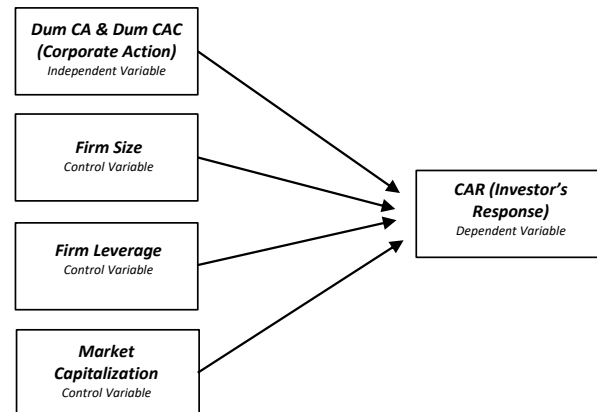 Dum CA & Dum CAC
(Corporate Action)
Independent Variable
Firm Size
Control Variable
Firm Leverage
Control Variable
Market
Capitalization
Control Variable
CAR (Investor’s
Response)
Dependent Variable